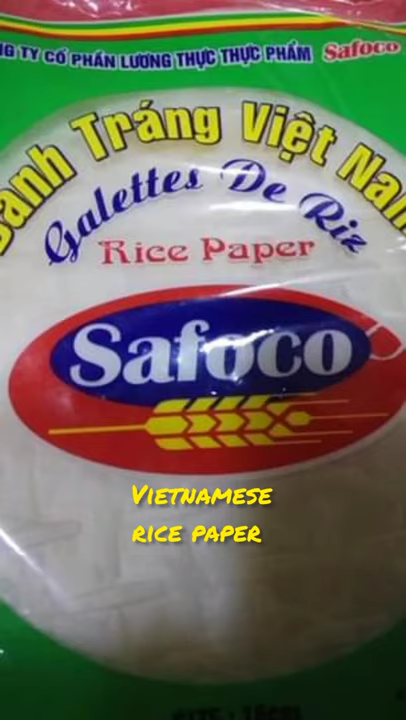 TY CỔ PHẦN LƯƠNG THỰC THỰC PHẨM Safoco
Bánh Tráng Việt Nam
Galettes De Riz
Rice Paper
Safoco
VIETNAMESE
RICE PAPER